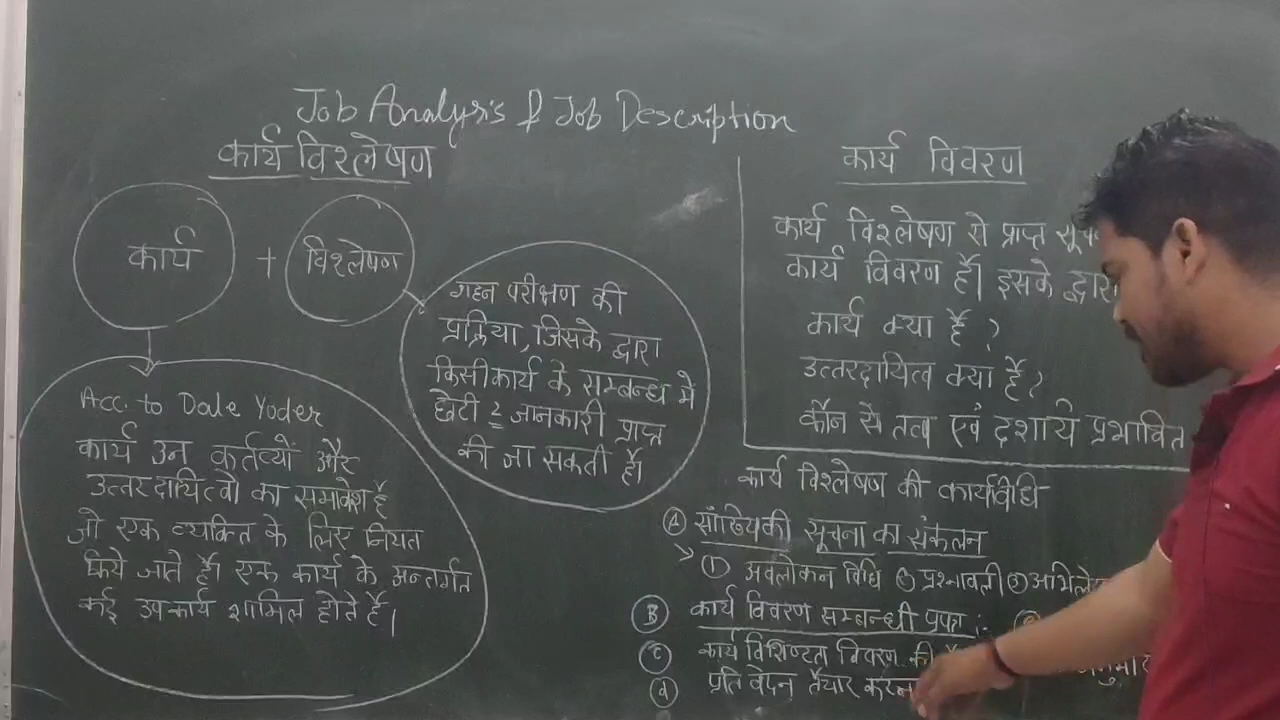 Job Analysis & Job Description
कार्य विश्लेषण
कार्य + विश्लेषण
गहन परीक्षण की
प्रक्रिया, जिसके द्वारा
किसी कार्य के सम्बन्ध मे
छोटी २ जानकारी प्राप्त
की जा सकती है।
Acc. to Dale Yoder
कार्य उन कर्तव्यों और
उत्तरदायित्वो का समावेश है
जो एक व्यक्ति के लिए नियत
किये जाते है। एक कार्य के अन्तर्गत
कई उपकार्य शामिल होते है।
कार्य विवरण
कार्य विश्लेषण से प्राप्त
कार्य विवरण है। इसके द्वारा
कार्य क्या है ?
उत्तरदायित्व क्या है ?
कौन से तत्व एवं दशायें प्रभावित
कार्य विश्लेषण की कार्यविधि
A सांख्यिकी सूचना का संकलन
① अवलोकन विधि ② प्रश्नावली ③
B कार्य विवरण सम्बन्धी प्रपत्र :-
C कार्य विशिष्टता विवरण की
d प्रतिवेदन तैयार करना